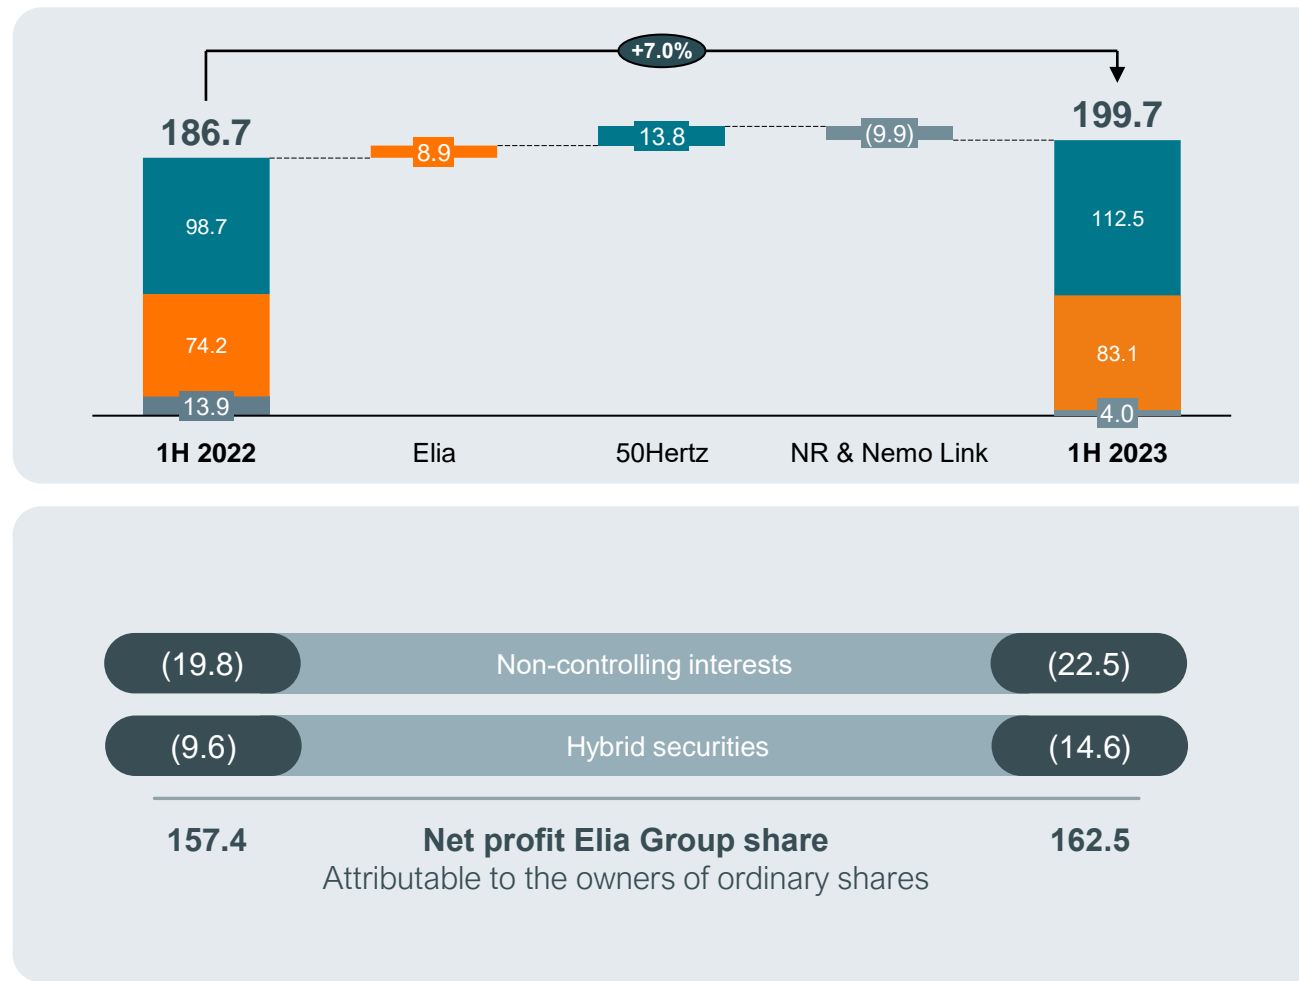 +7.0%
186.7
199.7
8.9
13.8
(9.9)
98.7
112.5
74.2
83.1
13.9
4.0
1H 2022
Elia
50Hertz
NR & Nemo Link
1H 2023
(19.8)
Non-controlling interests
(22.5)
(9.6)
Hybrid securities
(14.6)
157.4
Net profit Elia Group share
162.5
Attributable to the owners of ordinary shares